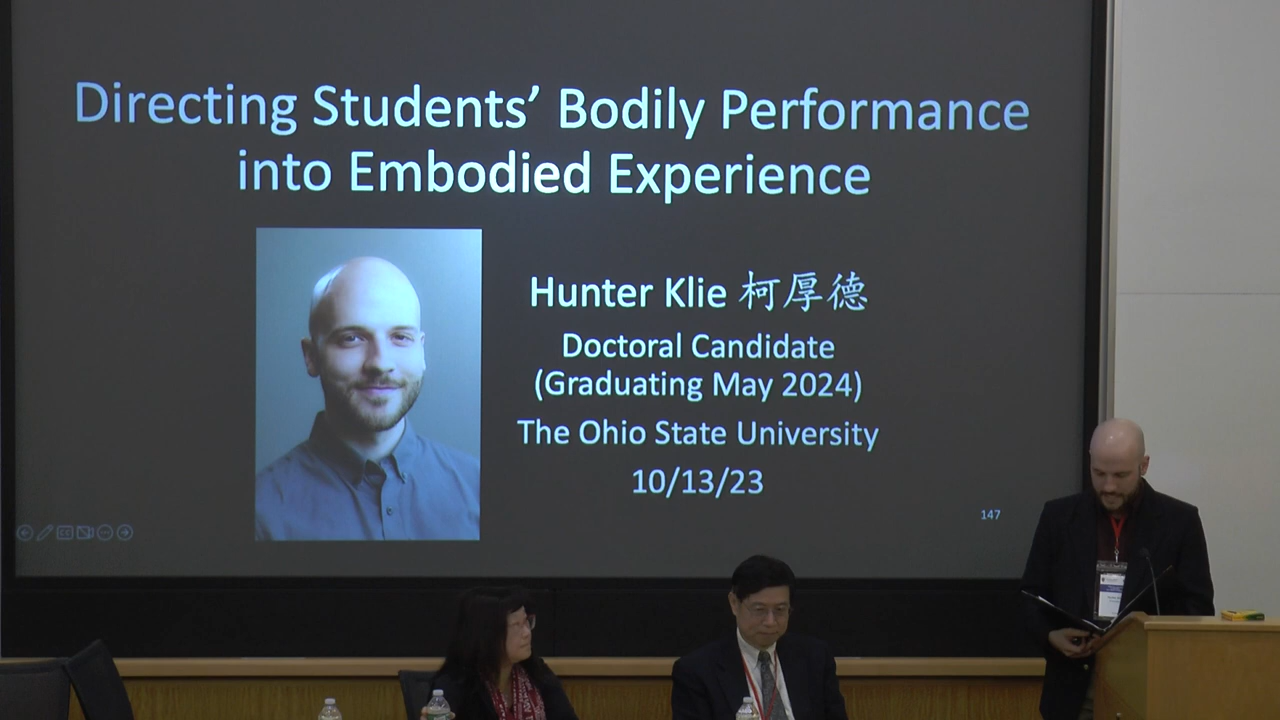 Directing Students’ Bodily Performance
into Embodied Experience
Hunter Klie 柯厚德
Doctoral Candidate
(Graduating May 2024)
The Ohio State University
10/13/23
147